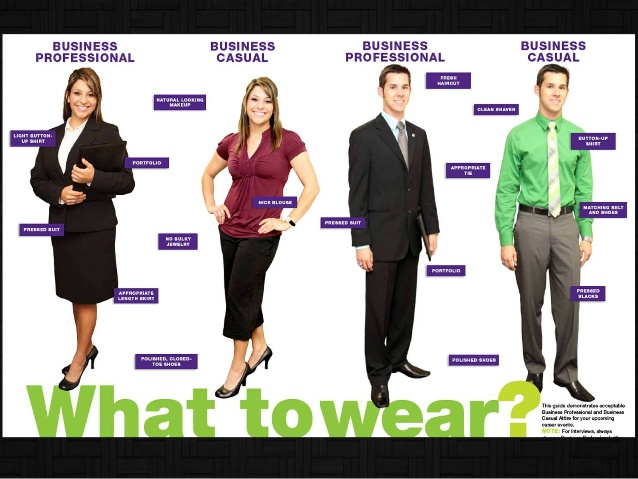 BUSINESS
PROFESSIONAL
BUSINESS
CASUAL
BUSINESS
PROFESSIONAL
BUSINESS
CASUAL
FRESH
HAIRCUT
NATURAL LOOKING
MAKEUP
CLEAN SHAVEN
LIGHT BUTTON-
UP SHIRT
BUTTON-UP
SHIRT
PORTFOLIO
APPROPRIATE
TIE
NICE BLOUSE
MATCHING BELT
AND SHOES
PRESSED SUIT
PRESSED SUIT
NO BULKY
JEWELRY
PORTFOLIO
APPROPRIATE
LENGTH SKIRT
PRESSED
SLACKS
POLISHED, CLOSED-
TOE SHOES
POLISHED SHOES
What to wear?
This guide demonstrates acceptable
Business Professional and Business
Casual Attire for your upcoming
career events.
NOTE: For interviews, always